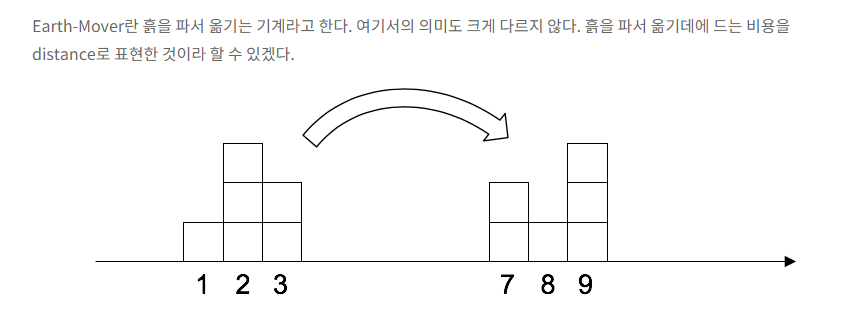 Earth-Mover란 흙을 파서 옮기는 기계라고 한다. 여기서의 의미도 크게 다르지 않다. 흙을 파서 옮기데에 드는 비용을
distance로 표현한 것이라 할 수 있겠다.
1 2 3 7 8 9